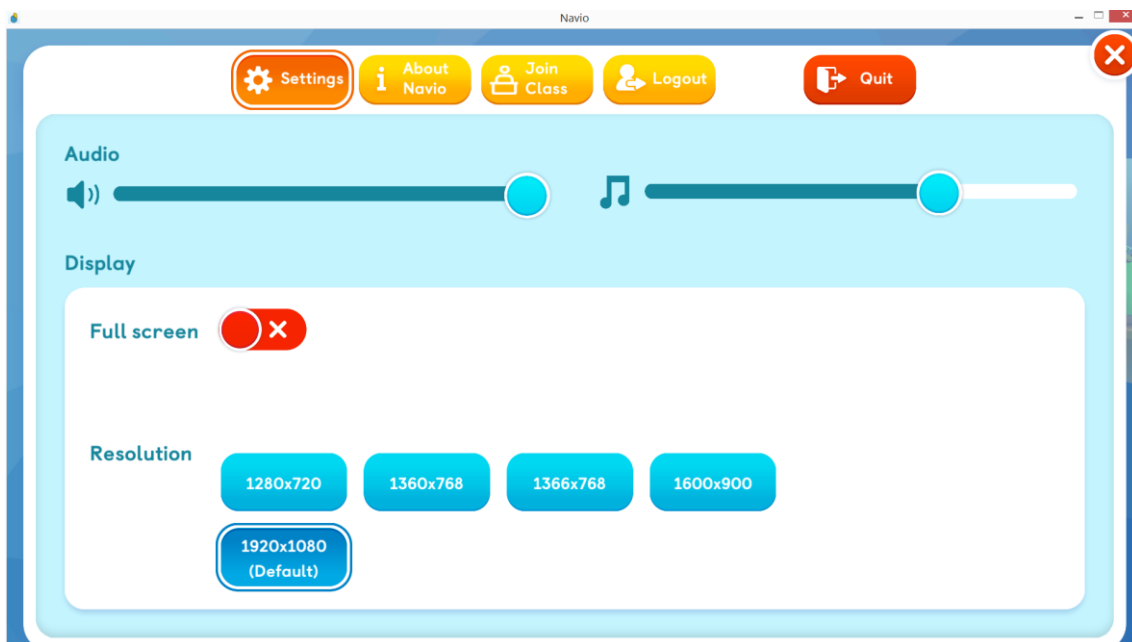 Navio
Settings
About
Navio
Join
Class
Logout
Quit
Audio
Display
Full screen
Resolution
1280x720
1360x768
1366x768
1600x900
1920x1080
(Default)